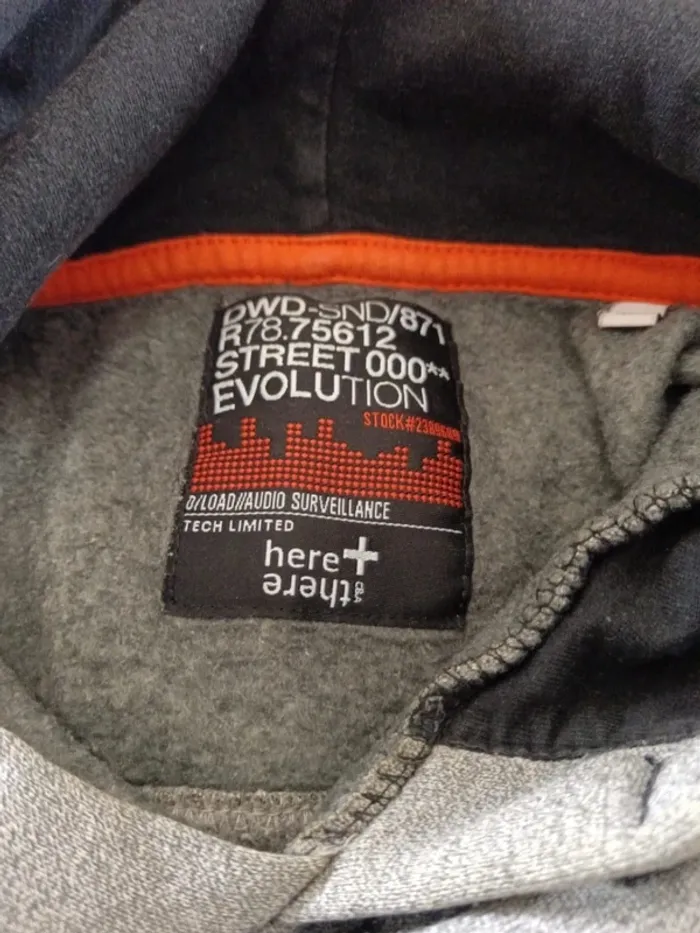 DWD-SND/871
R78.75612
STREET 000**
EVOLUTION
D/LOAD//AUDIO SURVEILLANCE
TECH LIMITED
here+
there
C&A